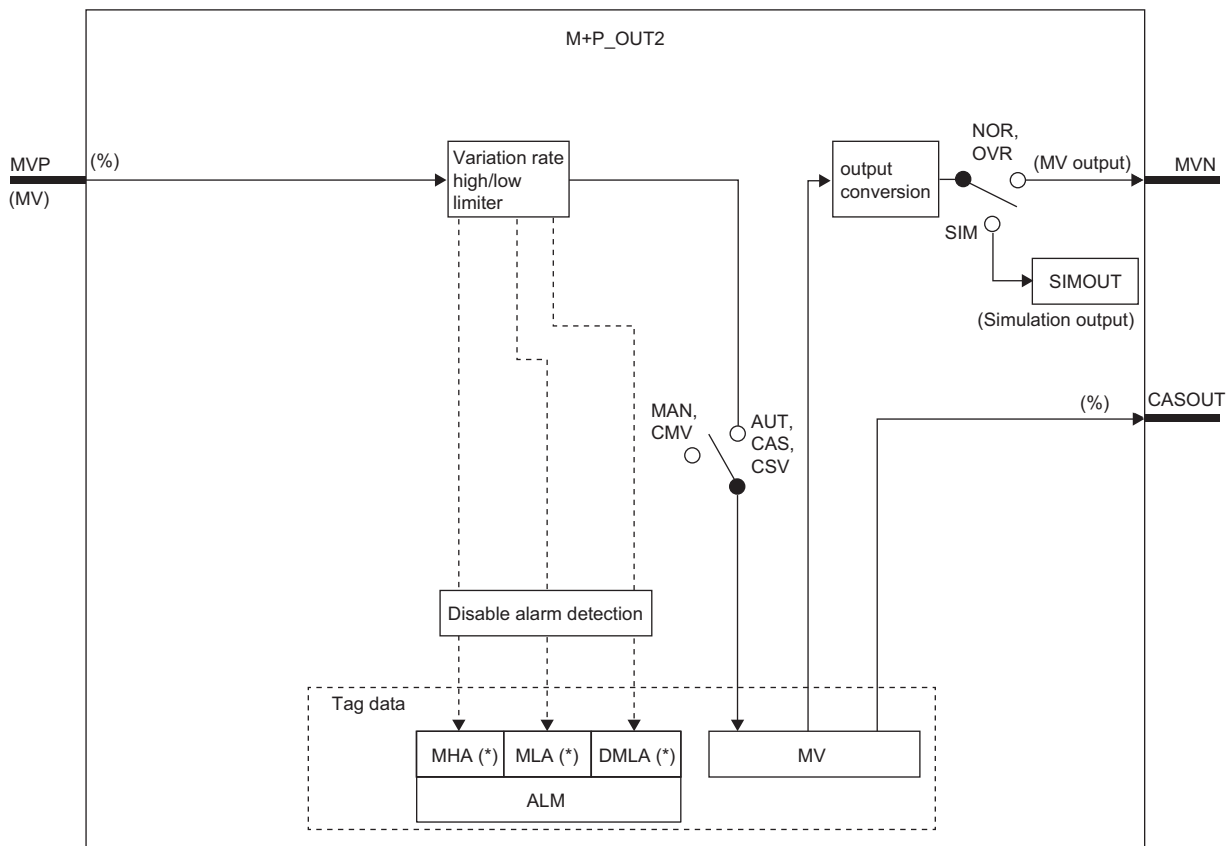 M+P_OUT2
MVP
(%)
(MV)
Variation rate
high/low
limiter
output
conversion
NOR,
OVR
(MV output)
MVN
SIM
SIMOUT
(Simulation output)
CASOUT
(%)
MAN,
CMV
AUT,
CAS,
CSV
Disable alarm detection
Tag data
MHA (*)
MLA (*)
DMLA (*)
MV
ALM